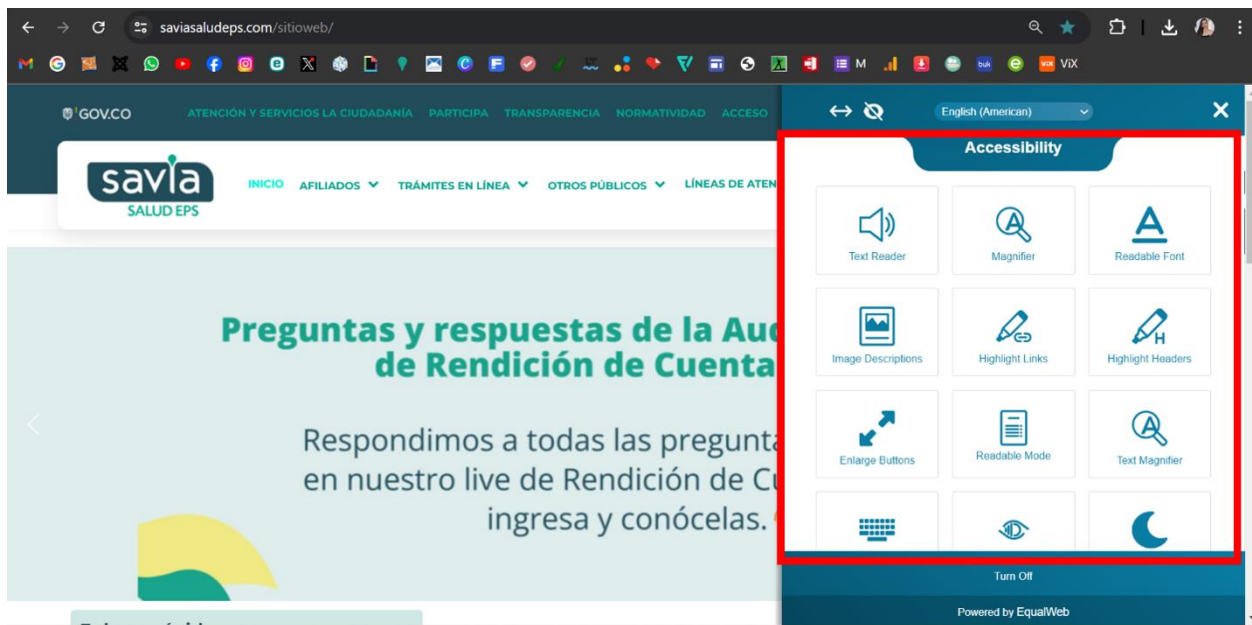 saviasaludeps.com/sitioweb/
M
buk
ViX
GOV.CO
ATENCIÓN Y SERVICIOS LA CIUDADANÍA PARTICIPA TRANSPARENCIA NORMATIVIDAD ACCESO
English (American)
savia
SALUD EPS
INICIO AFILIADOS TRÁMITES EN LÍNEA OTROS PÚBLICOS LÍNEAS DE ATEN
Accessibility
Text Reader
Magnifier
Readable Font
Image Descriptions
Highlight Links
Highlight Headers
Enlarge Buttons
Readable Mode
Text Magnifier
Preguntas y respuestas de la Aud
de Rendición de Cuenta
Respondimos a todas las pregunta
en nuestro live de Rendición de Cu
ingresa y conócelas.
Turn Off
Powered by EqualWeb